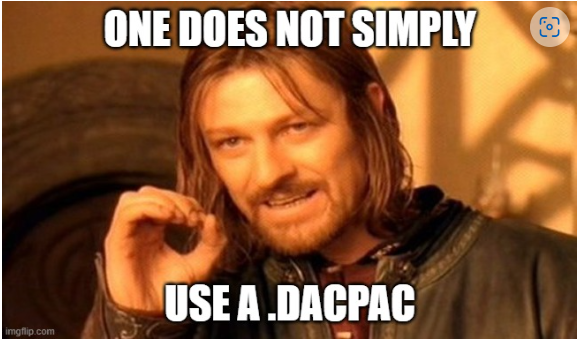 ONE DOES NOT SIMPLY
USE A .DACPAC
imgflip.com